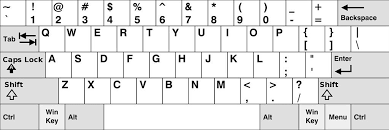 ~ ! @ # $ % ^ & * ( ) _ +
` 1 2 3 4 5 6 7 8 9 0 - = Backspace
Tab Q W E R T Y U I O P { } |
[ ] \
Caps Lock A S D F G H J K L : " Enter
; '
Shift Z X C V B N M < > ? Shift
, . /
Ctrl Win Key Alt Alt Win Key Menu Ctrl